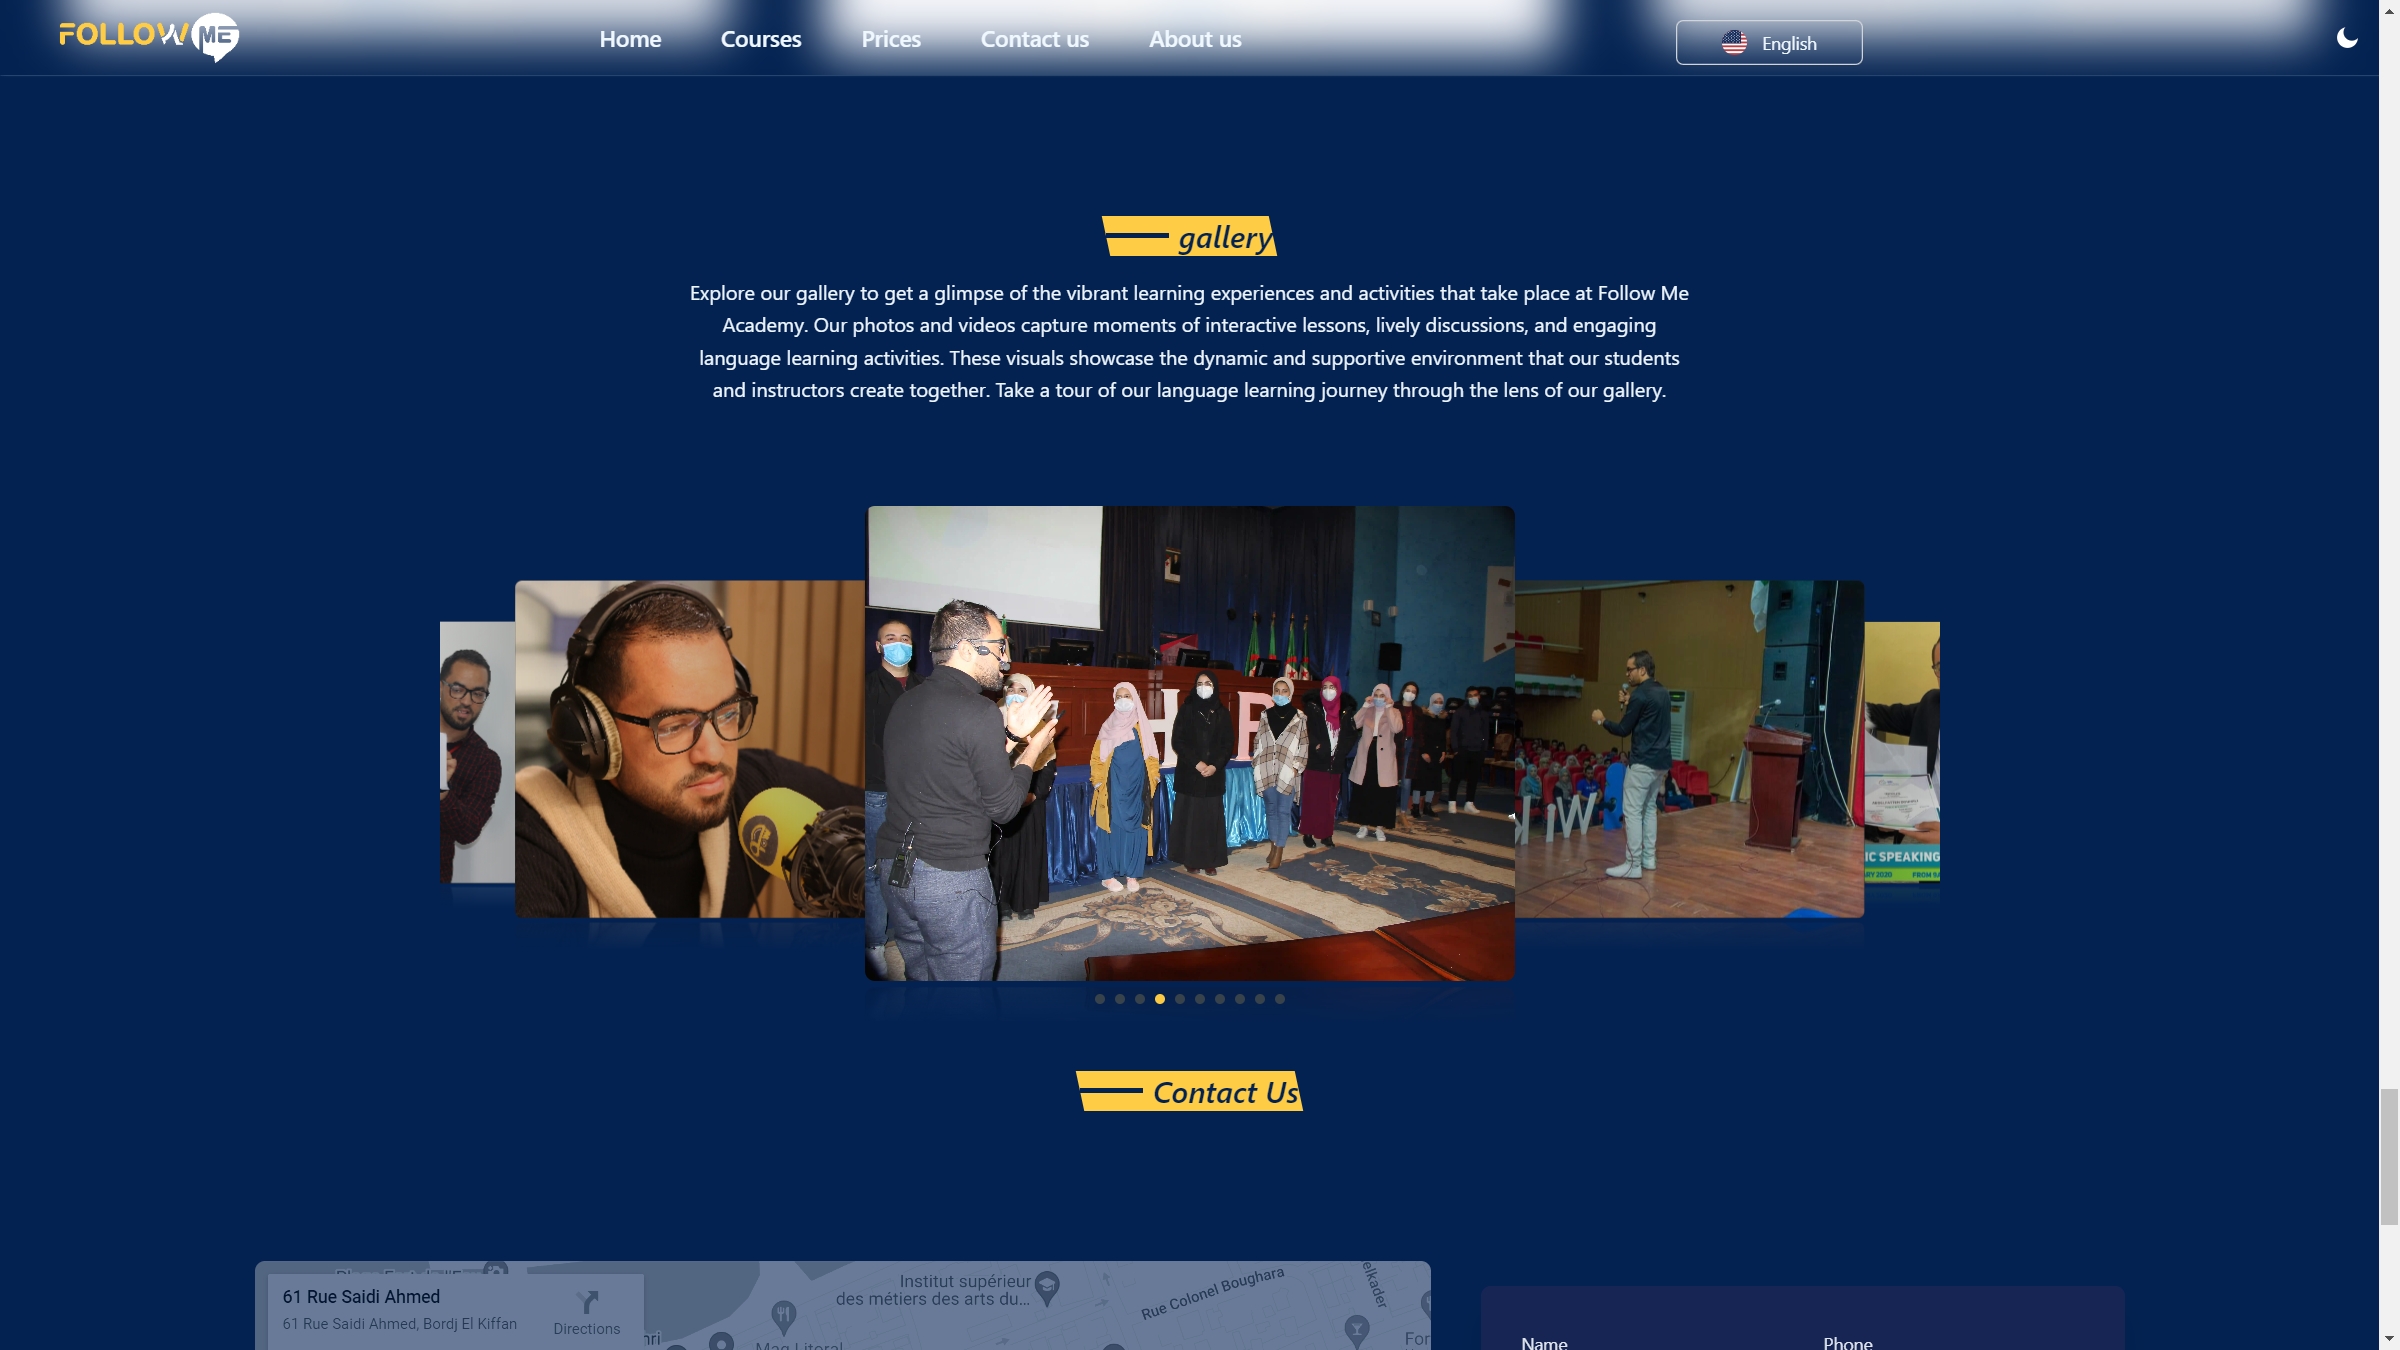 FOLLOW ME
Home
Courses
Prices
Contact us
About us
English
gallery
Explore our gallery to get a glimpse of the vibrant learning experiences and activities that take place at Follow Me
Academy. Our photos and videos capture moments of interactive lessons, lively discussions, and engaging
language learning activities. These visuals showcase the dynamic and supportive environment that our students
and instructors create together. Take a tour of our language learning journey through the lens of our gallery.
IC SPEAKING
Contact Us
61 Rue Saidi Ahmed
61 Rue Saidi Ahmed, Bordj El Kiffan
Directions
Institut supérieur
des métiers des arts du...
Rue Colonel Boughara
elkader
Mag Littoral
For
Name
Phone